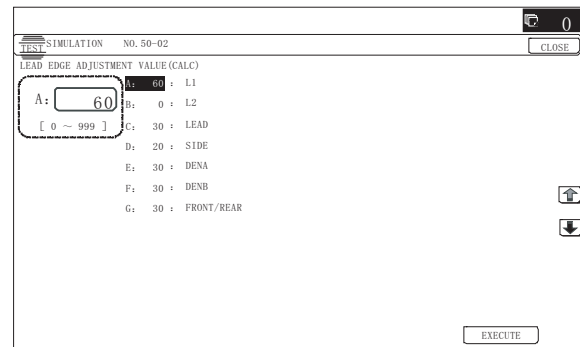 0
TEST SIMULATION NO.50-02
CLOSE
LEAD EDGE ADJUSTMENT VALUE(CALC)
A: 60
[ 0 ~ 999 ]
A: 60 : L1
B: 0 : L2
C: 30 : LEAD
D: 20 : SIDE
E: 30 : DENA
F: 30 : DENB
G: 30 : FRONT/REAR
EXECUTE